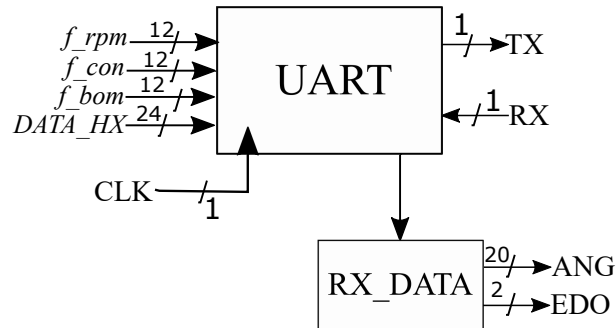 f_rpm 12 UART 1 TX
f_con 12
f_bom 12
DATA_HX 24 1 RX
CLK 1
RX_DATA 20 ANG
2 EDO